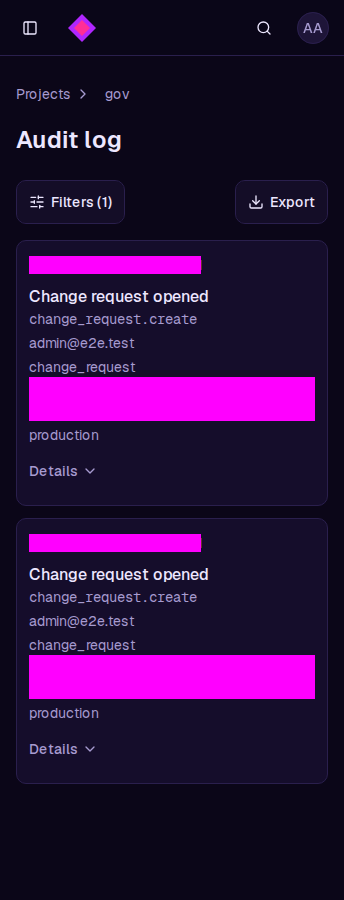 AA
Projects > gov
Audit log
Filters (1)
Export
Change request opened
change_request.create
admin@e2e.test
change_request
production
Details
Change request opened
change_request.create
admin@e2e.test
change_request
production
Details